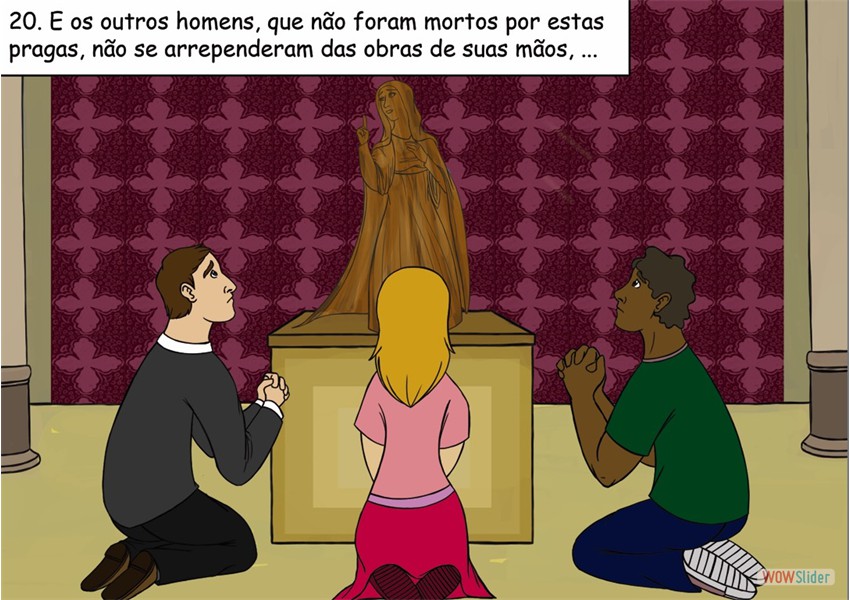 20. E os outros homens, que não foram mortos por estas
pragas, não se arrependeram das obras de suas mãos, ...
WOWSlider